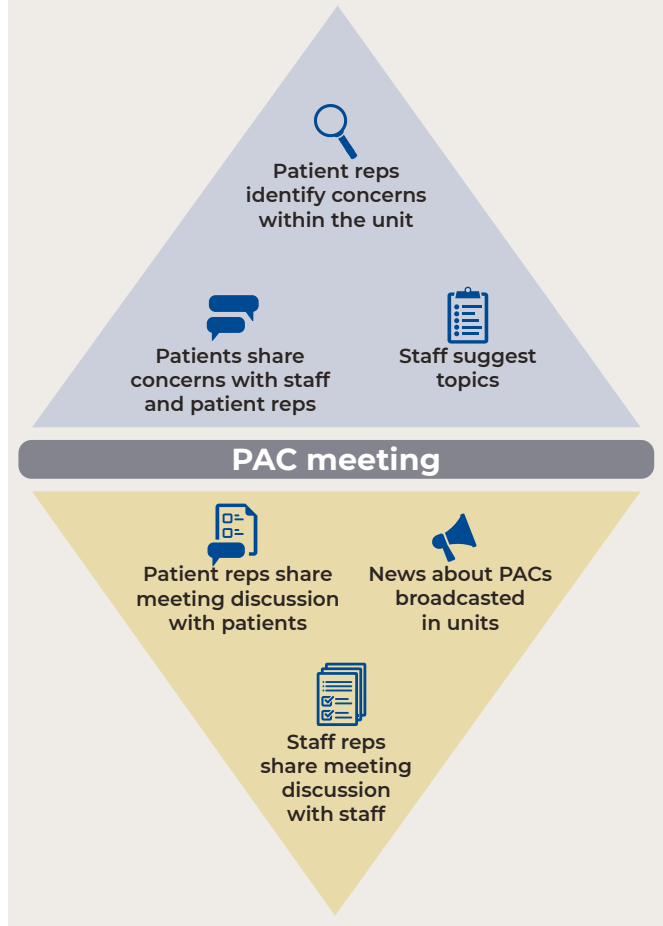 Patient reps
identify concerns
within the unit
Patients share
concerns with staff
and patient reps
Staff suggest
topics
PAC meeting
Patient reps share
meeting discussion
with patients
News about PACs
broadcasted
in units
Staff reps
share meeting
discussion
with staff